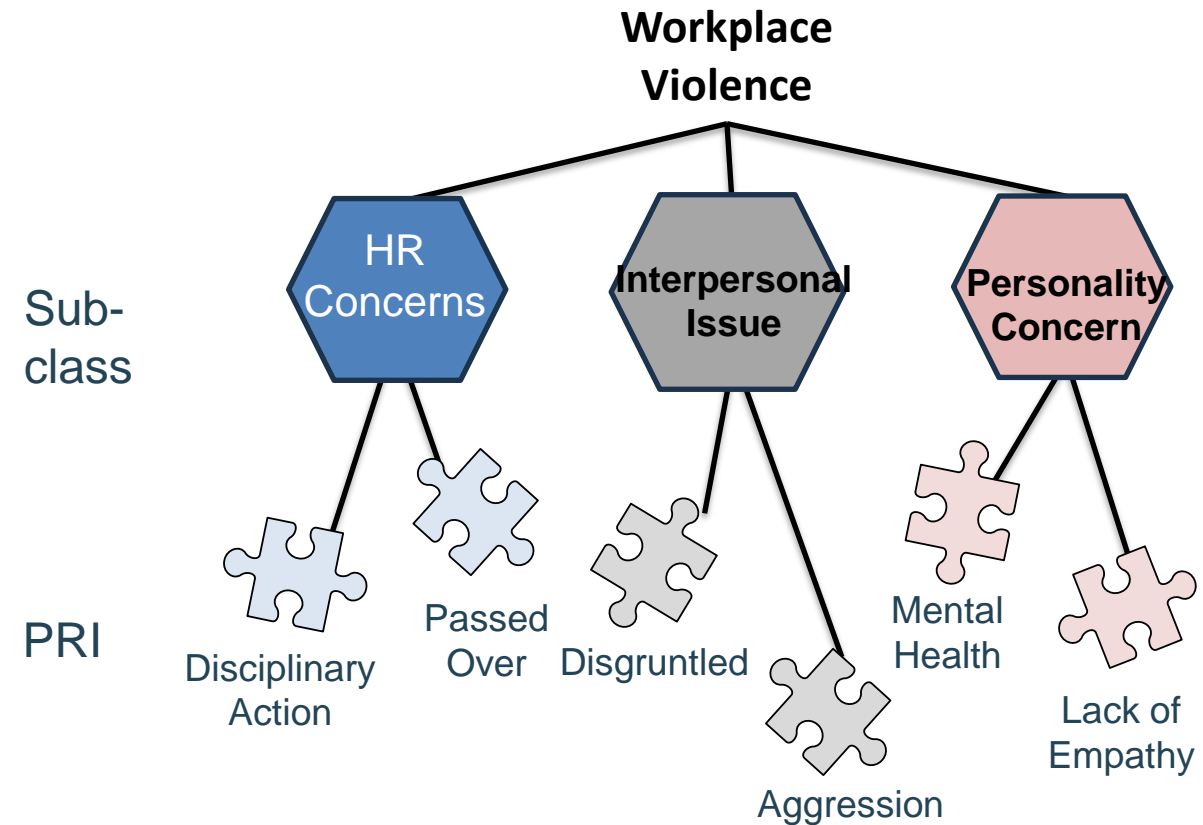 Workplace
Violence
Sub-
class
HR
Concerns
Interpersonal
Issue
Personality
Concern
PRI
Disciplinary
Action
Passed
Over
Disgruntled
Aggression
Mental
Health
Lack of
Empathy